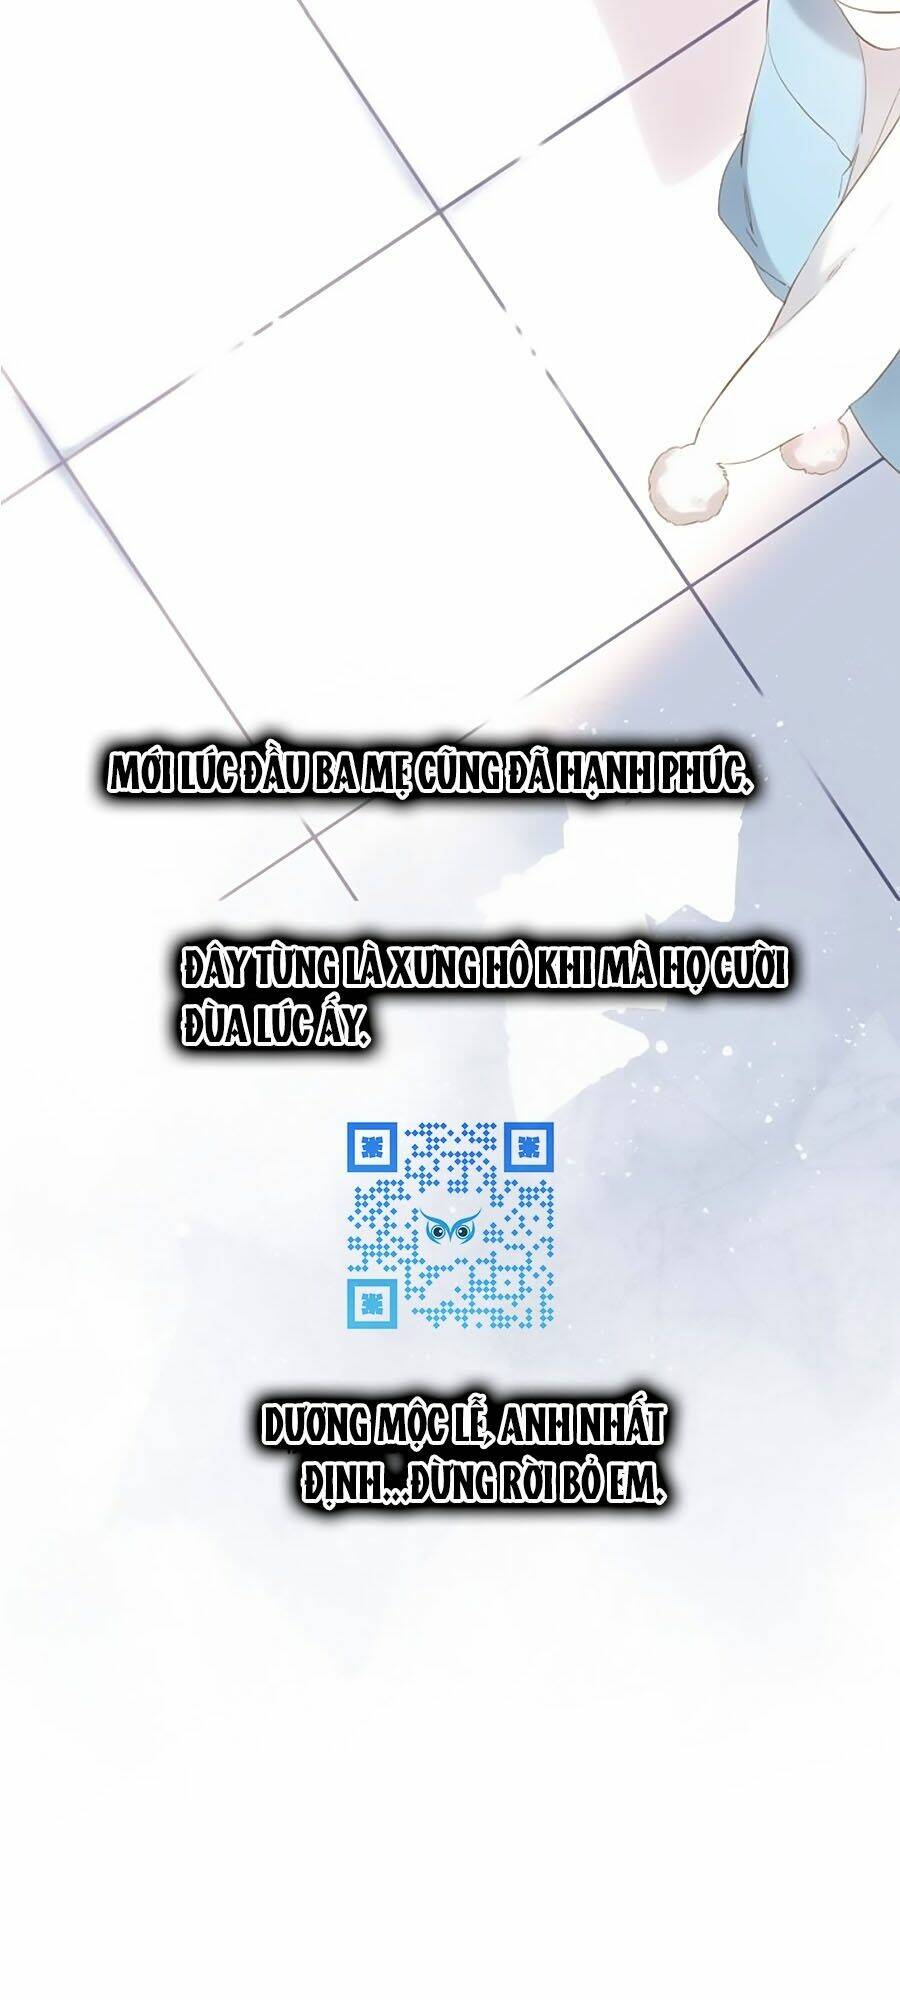 MỚI LÚC ĐẦU BA MẸ CŨNG ĐÃ HẠNH PHÚC.
ĐÂY TỪNG LÀ XƯNG HÔ KHI MÀ HỌ CƯỜI
ĐÙA LÚC ẤY.
DƯƠNG MỘC LỄ, ANH NHẤT
ĐỊNH...ĐỪNG RỜI BỎ EM.